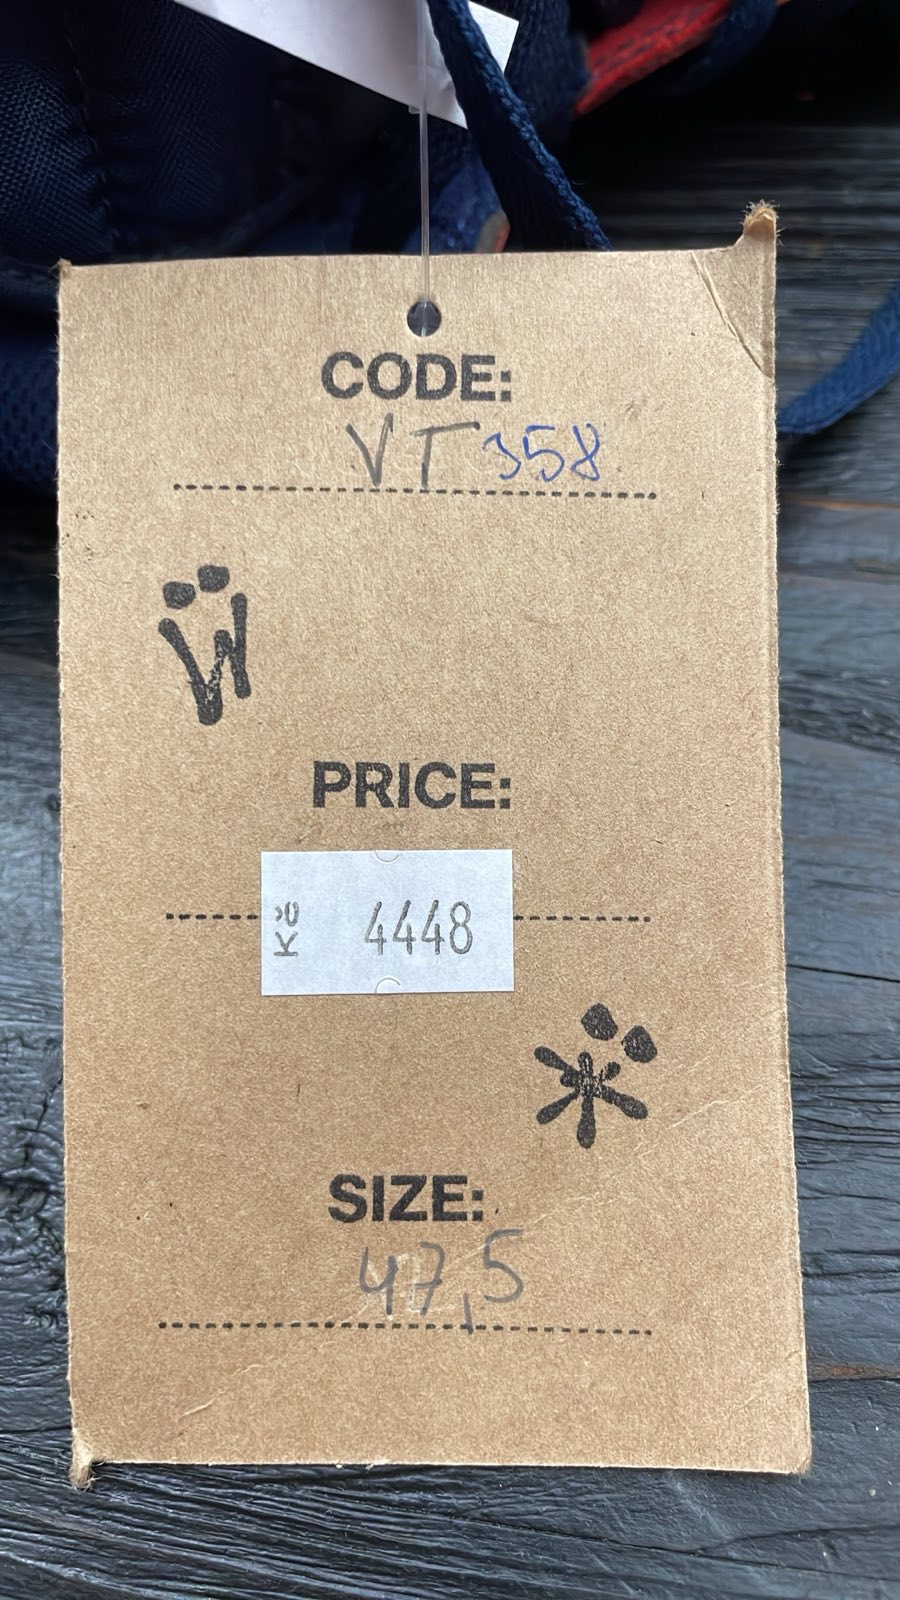 CODE:
VT 358
PRICE:
Kč 4448
SIZE:
47,5